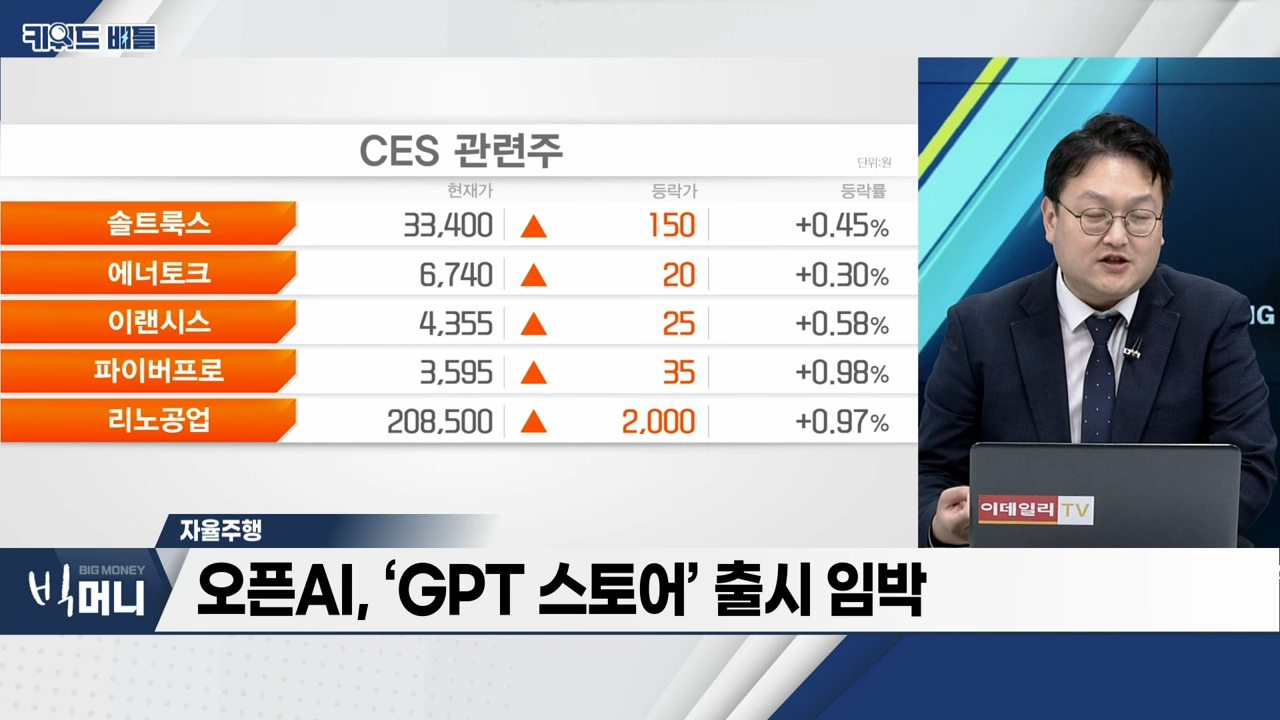 키워드 배틀
CES 관련주
단위:원
현재가 등락가 등락률
솔트룩스 33,400 ▲ 150 +0.45%
에너토크 6,740 ▲ 20 +0.30%
이랜시스 4,355 ▲ 25 +0.58%
파이버프로 3,595 ▲ 35 +0.98%
리노공업 208,500 ▲ 2,000 +0.97%
이데일리 TV
자율주행
BIG MONEY
빅머니
오픈AI, ‘GPT 스토어’ 출시 임박